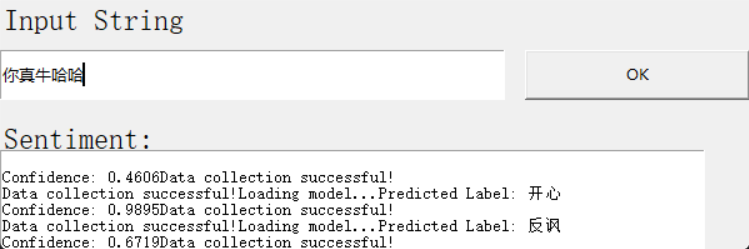 Input String
你真牛哈哈
OK
Sentiment:
Confidence: 0.4606Data collection successful!
Data collection successful!Loading model...Predicted Label: 开心
Confidence: 0.9895Data collection successful!
Data collection successful!Loading model...Predicted Label: 反讽
Confidence: 0.6719Data collection successful!